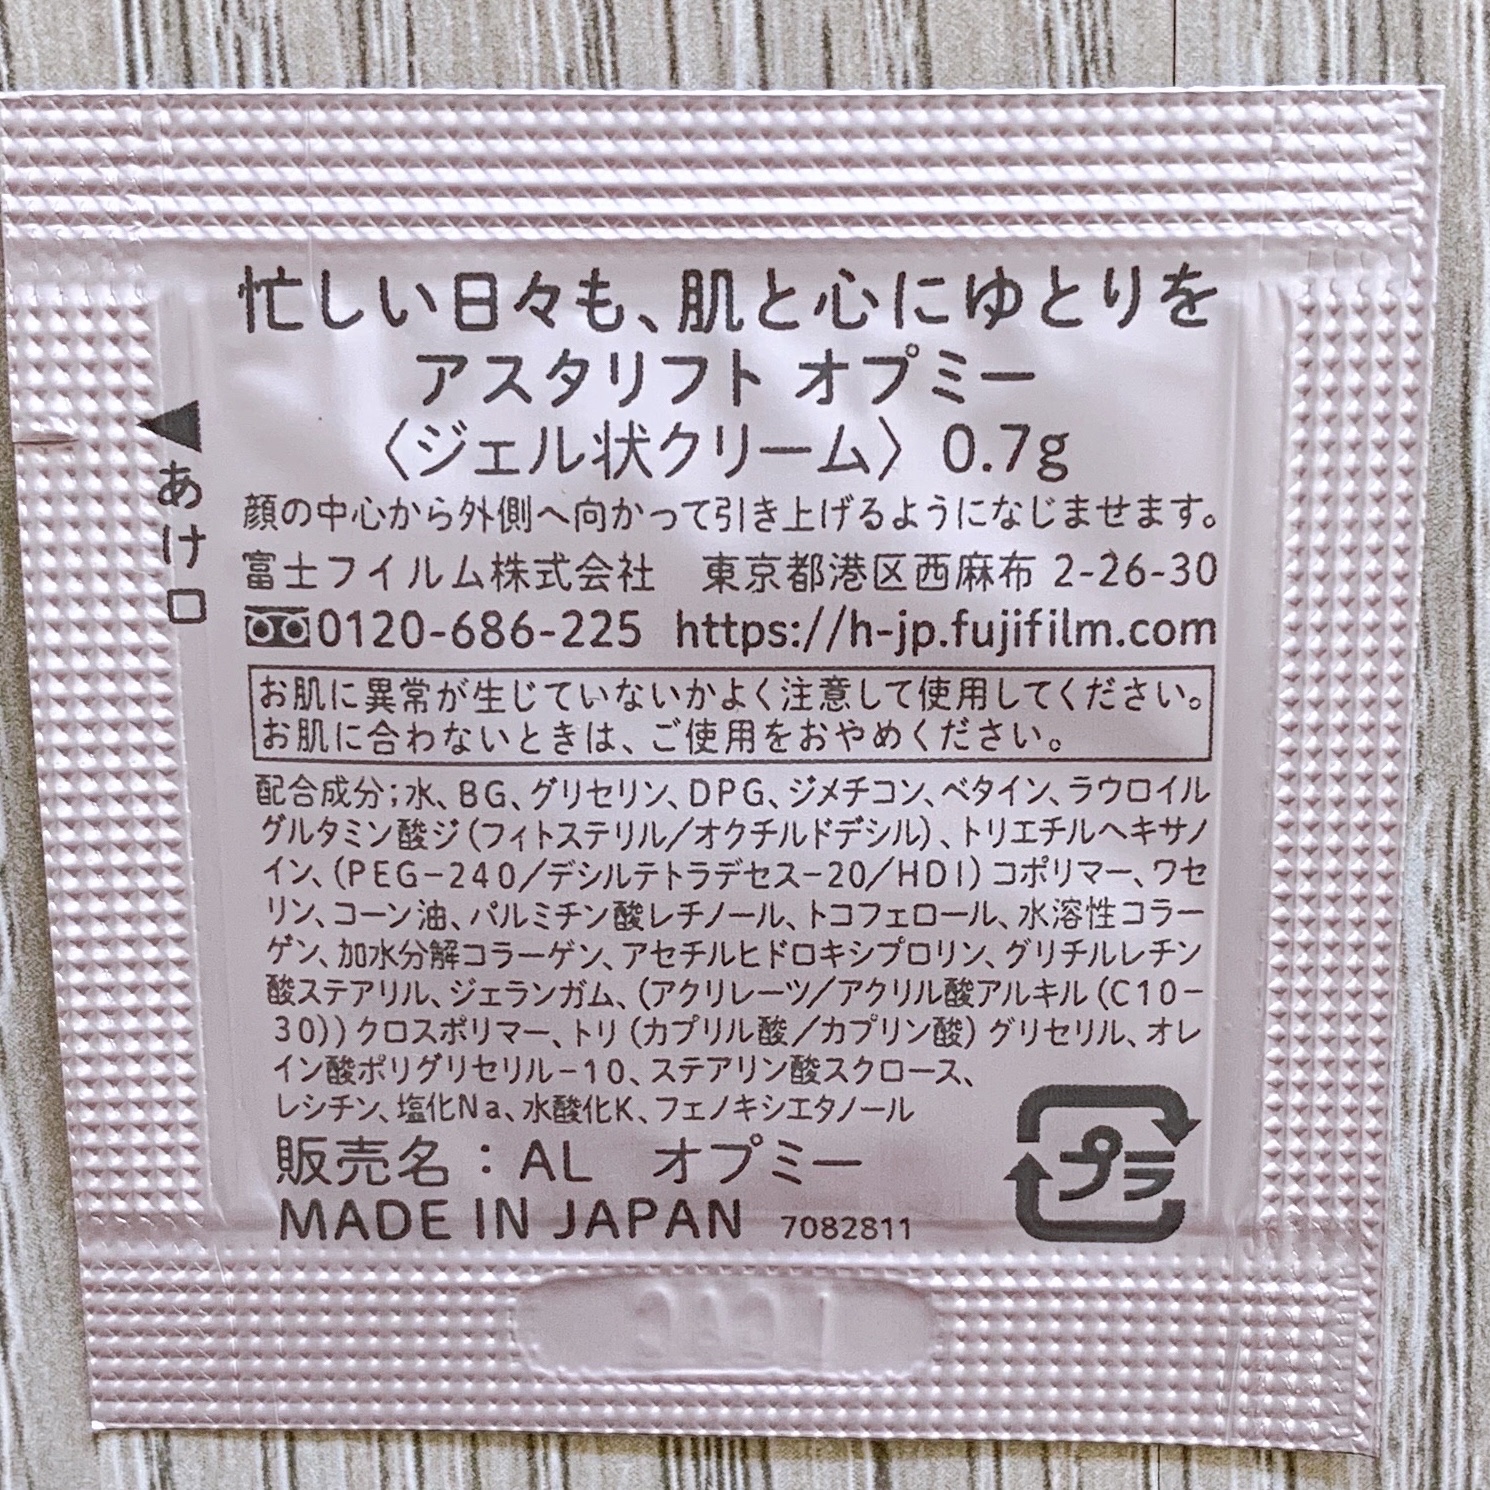 忙しい日々も、肌と心にゆとりを
アスタリフト オプミー
〈ジェル状クリーム〉 0.7g
顔の中心から外側へ向かって引き上げるようになじませます。
富士フイルム株式会社 東京都港区西麻布 2-26-30
0120-686-225 https://h-jp.fujifilm.com
お肌に異常が生じていないかよく注意して使用してください。
お肌に合わないときは、ご使用をおやめください。
配合成分;水、BG、グリセリン、DPG、ジメチコン、ベタイン、ラウロイル
グルタミン酸ジ(フィトステリル/オクチルドデシル)、トリエチルヘキサノ
イン、(PEG-240/デシルテトラデセス-20/HDI)コポリマー、ワセ
リン、コーン油、パルミチン酸レチノール、トコフェロール、水溶性コラー
ゲン、加水分解コラーゲン、アセチルヒドロキシプロリン、グリチルレチン
酸ステアリル、ジェランガム、(アクリレーツ/アクリル酸アルキル(C10-
30))クロスポリマー、トリ(カプリル酸/カプリン酸)グリセリル、オレ
イン酸ポリグリセリル-10、ステアリン酸スクロース、
レシチン、塩化Na、水酸化K、フェノキシエタノール
販売名:AL オプミー
MADE IN JAPAN 7082811
プラ
あけ口